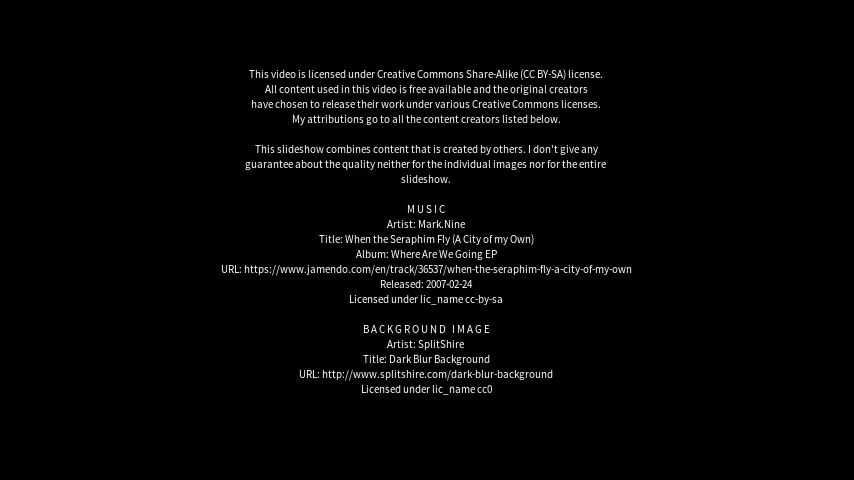 This video is licensed under Creative Commons Share-Alike (CC BY-SA) license.
All content used in this video is free available and the original creators
have chosen to release their work under various Creative Commons licenses.
My attributions go to all the content creators listed below.
This slideshow combines content that is created by others. I don't give any
guarantee about the quality neither for the individual images nor for the entire
slideshow.
MUSIC
Artist: Mark.Nine
Title: When the Seraphim Fly (A City of my Own)
Album: Where Are We Going EP
URL: https://www.jamendo.com/en/track/36537/when-the-seraphim-fly-a-city-of-my-own
Released: 2007-02-24
Licensed under lic_name cc-by-sa
BACKGROUND IMAGE
Artist: SplitShire
Title: Dark Blur Background
URL: http://www.splitshire.com/dark-blur-background
Licensed under lic_name cc0